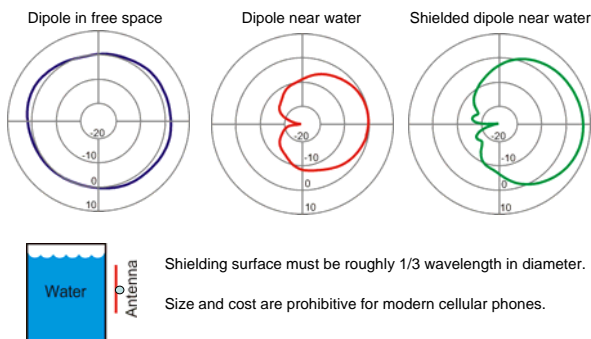 Dipole in free space
Dipole near water
Shielded dipole near water
-20
-10
0
10
-20
-10
0
10
-20
-10
0
10
Water
Antenna
Shielding surface must be roughly 1/3 wavelength in diameter.
Size and cost are prohibitive for modern cellular phones.